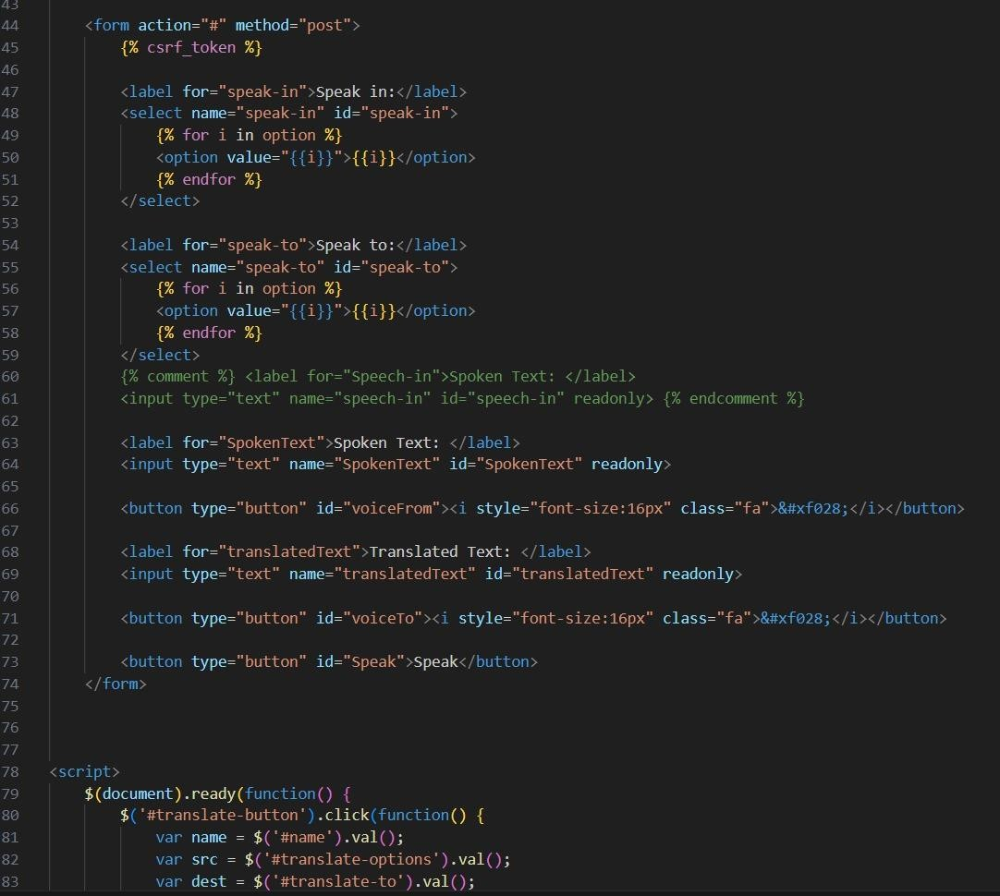 43
44 <form action="#" method="post">
45 {% csrf_token %}
46
47 <label for="speak-in">Speak in:</label>
48 <select name="speak-in" id="speak-in">
49 {% for i in option %}
50 <option value="{{i}}">{{i}}</option>
51 {% endfor %}
52 </select>
53
54 <label for="speak-to">Speak to:</label>
55 <select name="speak-to" id="speak-to">
56 {% for i in option %}
57 <option value="{{i}}">{{i}}</option>
58 {% endfor %}
59 </select>
60 {% comment %} <label for="Speech-in">Spoken Text: </label>
61 <input type="text" name="speech-in" id="speech-in" readonly> {% endcomment %}
62
63 <label for="SpokenText">Spoken Text: </label>
64 <input type="text" name="SpokenText" id="SpokenText" readonly>
65
66 <button type="button" id="voiceFrom"><i style="font-size:16px" class="fa">&#xf028;</i></button>
67
68 <label for="translatedText">Translated Text: </label>
69 <input type="text" name="translatedText" id="translatedText" readonly>
70
71 <button type="button" id="voiceTo"><i style="font-size:16px" class="fa">&#xf028;</i></button>
72
73 <button type="button" id="Speak">Speak</button>
74 </form>
75
76
77
78 <script>
79 $(document).ready(function() {
80 $('#translate-button').click(function() {
81 var name = $('#name').val();
82 var src = $('#translate-options').val();
83 var dest = $('#translate-to').val();